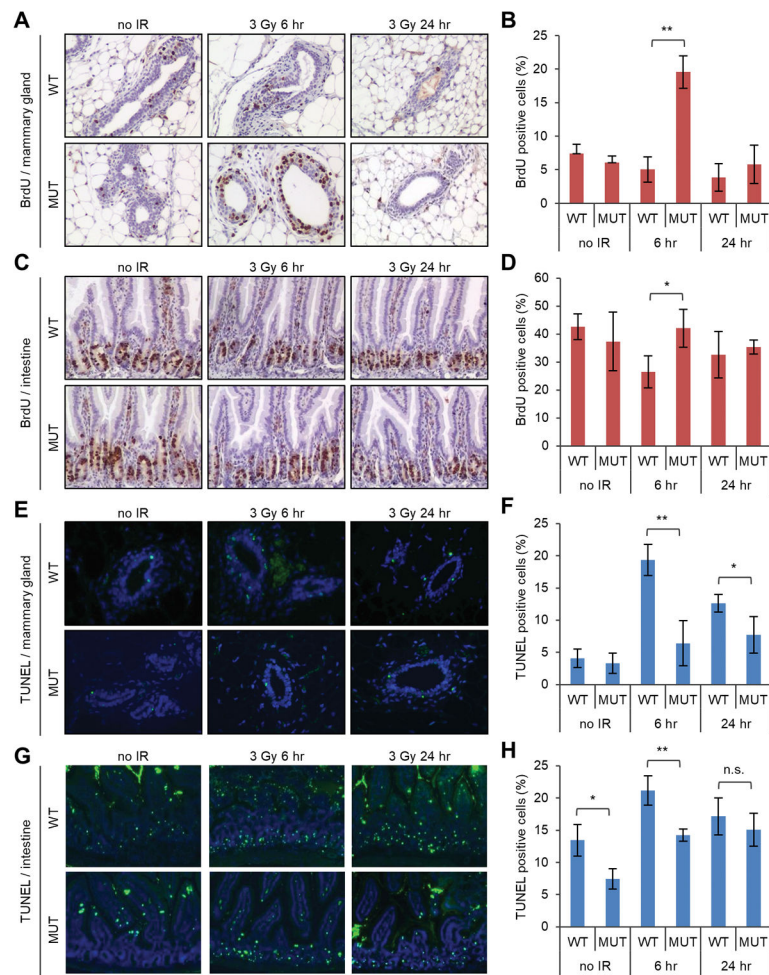 A
no IR
3 Gy 6 hr
3 Gy 24 hr
BrdU / mammary gland
WT
MUT
B
BrdU positive cells (%)
25
20
15
10
5
0
**
WT MUT WT MUT WT MUT
no IR 6 hr 24 hr
C
no IR
3 Gy 6 hr
3 Gy 24 hr
BrdU / intestine
WT
MUT
D
BrdU positive cells (%)
60
50
40
30
20
10
0
*
WT MUT WT MUT WT MUT
no IR 6 hr 24 hr
E
no IR
3 Gy 6 hr
3 Gy 24 hr
TUNEL / mammary gland
WT
MUT
F
TUNEL positive cells (%)
25
20
15
10
5
0
**
*
WT MUT WT MUT WT MUT
no IR 6 hr 24 hr
G
no IR
3 Gy 6 hr
3 Gy 24 hr
TUNEL / intestine
WT
MUT
H
TUNEL positive cells (%)
25
20
15
10
5
0
*
**
n.s.
WT MUT WT MUT WT MUT
no IR 6 hr 24 hr